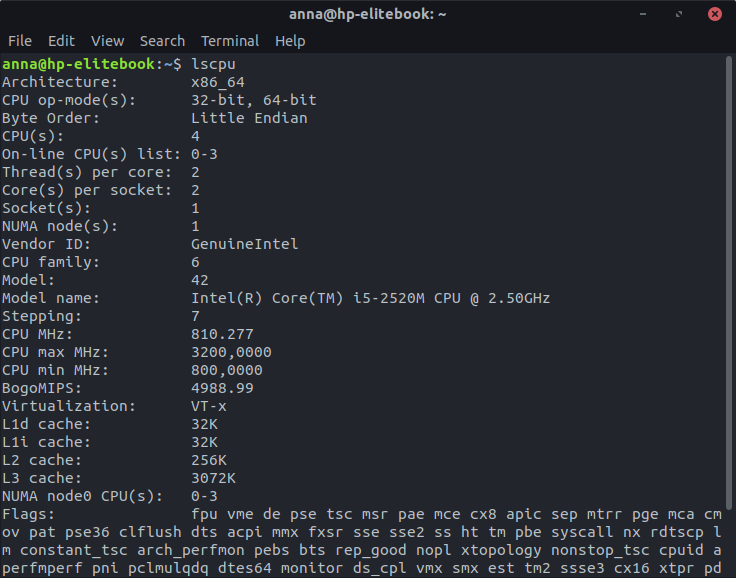 anna@hp-elitebook: ~
File Edit View Search Terminal Help
anna@hp-elitebook:~$ lscpu
Architecture: x86_64
CPU op-mode(s): 32-bit, 64-bit
Byte Order: Little Endian
CPU(s): 4
On-line CPU(s) list: 0-3
Thread(s) per core: 2
Core(s) per socket: 2
Socket(s): 1
NUMA node(s): 1
Vendor ID: GenuineIntel
CPU family: 6
Model: 42
Model name: Intel(R) Core(TM) i5-2520M CPU @ 2.50GHz
Stepping: 7
CPU MHz: 810.277
CPU max MHz: 3200,0000
CPU min MHz: 800,0000
BogoMIPS: 4988.99
Virtualization: VT-x
L1d cache: 32K
L1i cache: 32K
L2 cache: 256K
L3 cache: 3072K
NUMA node0 CPU(s): 0-3
Flags: fpu vme de pse tsc msr pae mce cx8 apic sep mtrr pge mca cm
ov pat pse36 clflush dts acpi mmx fxsr sse sse2 ss ht tm pbe syscall nx rdtscp l
m constant_tsc arch_perfmon pebs bts rep_good nopl xtopology nonstop_tsc cpuid a
perfmperf pni pclmulqdq dtes64 monitor ds_cpl vmx smx est tm2 ssse3 cx16 xtpr pd